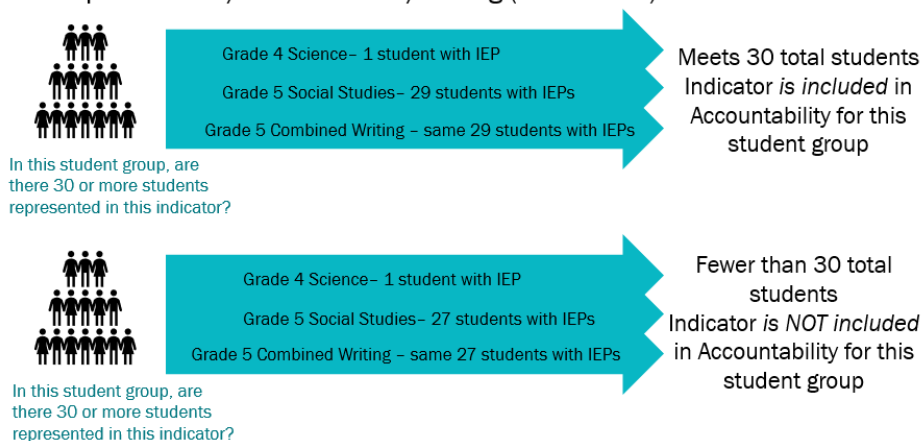 Grade 4 Science– 1 student with IEP
Grade 5 Social Studies– 29 students with IEPs
Grade 5 Combined Writing – same 29 students with IEPs
Meets 30 total students
Indicator is included in
Accountability for this
student group
In this student group, are
there 30 or more students
represented in this indicator?
Grade 4 Science– 1 student with IEP
Grade 5 Social Studies– 27 students with IEPs
Grade 5 Combined Writing – same 27 students with IEPs
Fewer than 30 total
students
Indicator is NOT included
in Accountability for this
student group
In this student group, are
there 30 or more students
represented in this indicator?